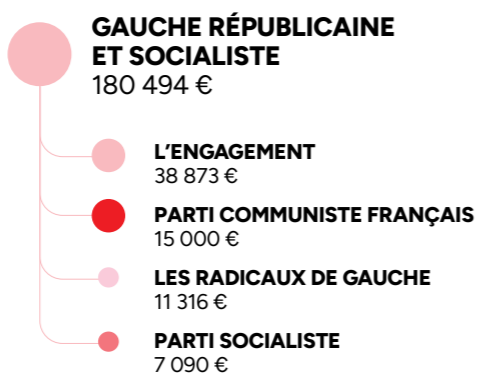 GAUCHE RÉPUBLICAINE
ET SOCIALISTE
180 494 €
L’ENGAGEMENT
38 873 €
PARTI COMMUNISTE FRANÇAIS
15 000 €
LES RADICAUX DE GAUCHE
11 316 €
PARTI SOCIALISTE
7 090 €